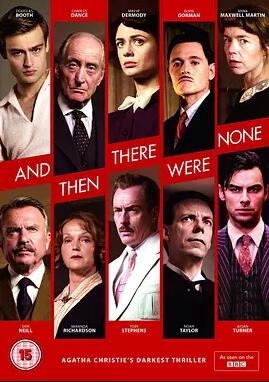 DOUGLAS BOOTH
CHARLES DANCE
MAEVE DERMODY
BURN GORMAN
ANNA MAXWELL MARTIN
AND THEN THERE WERE NONE
SAM NEILL
MIRANDA RICHARDSON
TOBY STEPHENS
NOAH TAYLOR
AIDAN TURNER
15
AGATHA CHRISTIE'S DARKEST THRILLER
As seen on the
BBC